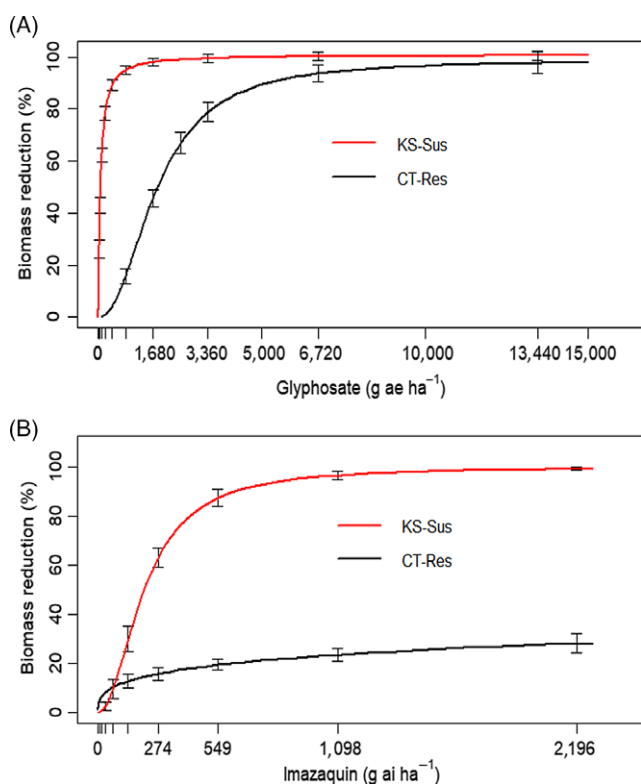 (A)
Biomass reduction (%)
100
80
60
40
20
0
KS-Sus
CT-Res
0 1,680 3,360 5,000 6,720 10,000 13,440 15,000
Glyphosate (g ae ha⁻¹)
(B)
Biomass reduction (%)
100
80
60
40
20
0
KS-Sus
CT-Res
0 274 549 1,098 2,196
Imazaquin (g ai ha⁻¹)